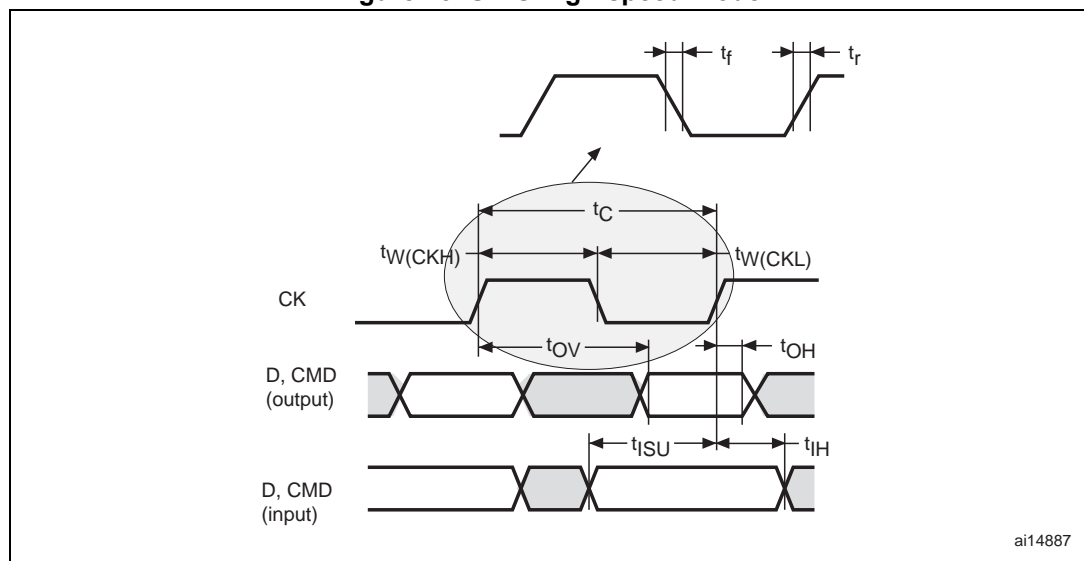 tf
tr
tC
tW(CKH)
tW(CKL)
CK
tOV
tOH
D, CMD
(output)
tISU
tIH
D, CMD
(input)
ai14887